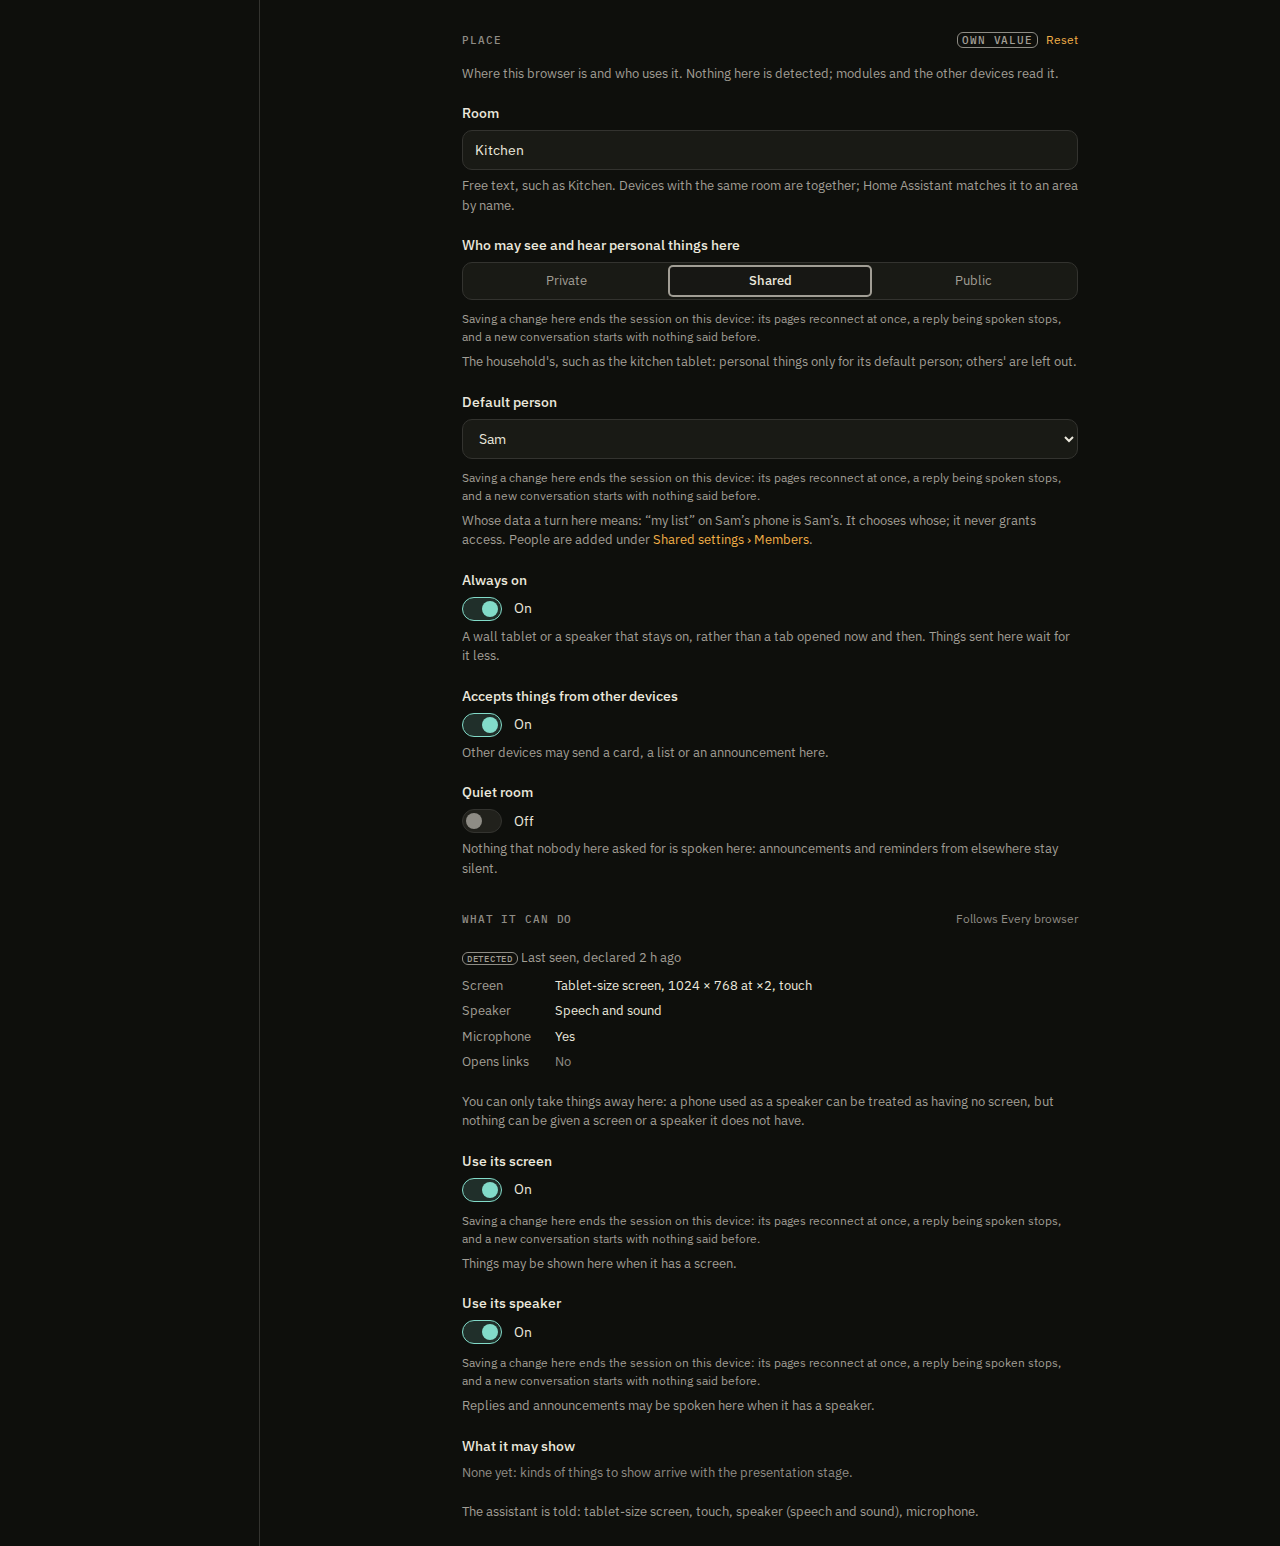 PLACE
OWN VALUE Reset
Where this browser is and who uses it. Nothing here is detected; modules and the other devices read it.
Room
Kitchen
Free text, such as Kitchen. Devices with the same room are together; Home Assistant matches it to an area
by name.
Who may see and hear personal things here
Private Shared Public
Saving a change here ends the session on this device: its pages reconnect at once, a reply being spoken stops,
and a new conversation starts with nothing said before.
The household's, such as the kitchen tablet: personal things only for its default person; others' are left out.
Default person
Sam
Saving a change here ends the session on this device: its pages reconnect at once, a reply being spoken stops,
and a new conversation starts with nothing said before.
Whose data a turn here means: “my list” on Sam’s phone is Sam’s. It chooses whose; it never grants
access. People are added under Shared settings › Members.
Always on
On
A wall tablet or a speaker that stays on, rather than a tab opened now and then. Things sent here wait for
it less.
Accepts things from other devices
On
Other devices may send a card, a list or an announcement here.
Quiet room
Off
Nothing that nobody here asked for is spoken here: announcements and reminders from elsewhere stay
silent.
WHAT IT CAN DO
Follows Every browser
DETECTED Last seen, declared 2 h ago
Screen Tablet-size screen, 1024 × 768 at ×2, touch
Speaker Speech and sound
Microphone Yes
Opens links No
You can only take things away here: a phone used as a speaker can be treated as having no screen, but
nothing can be given a screen or a speaker it does not have.
Use its screen
On
Saving a change here ends the session on this device: its pages reconnect at once, a reply being spoken stops,
and a new conversation starts with nothing said before.
Things may be shown here when it has a screen.
Use its speaker
On
Saving a change here ends the session on this device: its pages reconnect at once, a reply being spoken stops,
and a new conversation starts with nothing said before.
Replies and announcements may be spoken here when it has a speaker.
What it may show
None yet: kinds of things to show arrive with the presentation stage.
The assistant is told: tablet-size screen, touch, speaker (speech and sound), microphone.